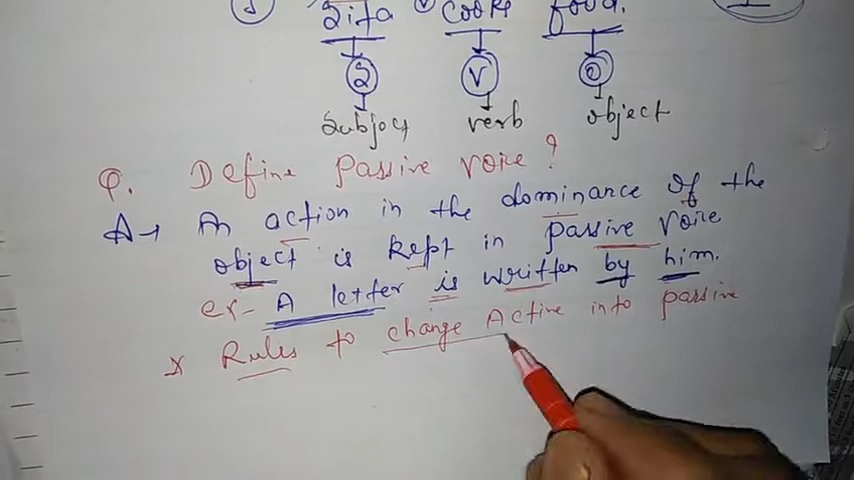 Sita cooks food.
S V O
Subject verb object
Q. Define passive voice?
A→ An action in the dominance of the
object is kept in passive voice
ex- A letter is written by him.
x Rules to change Active into passive